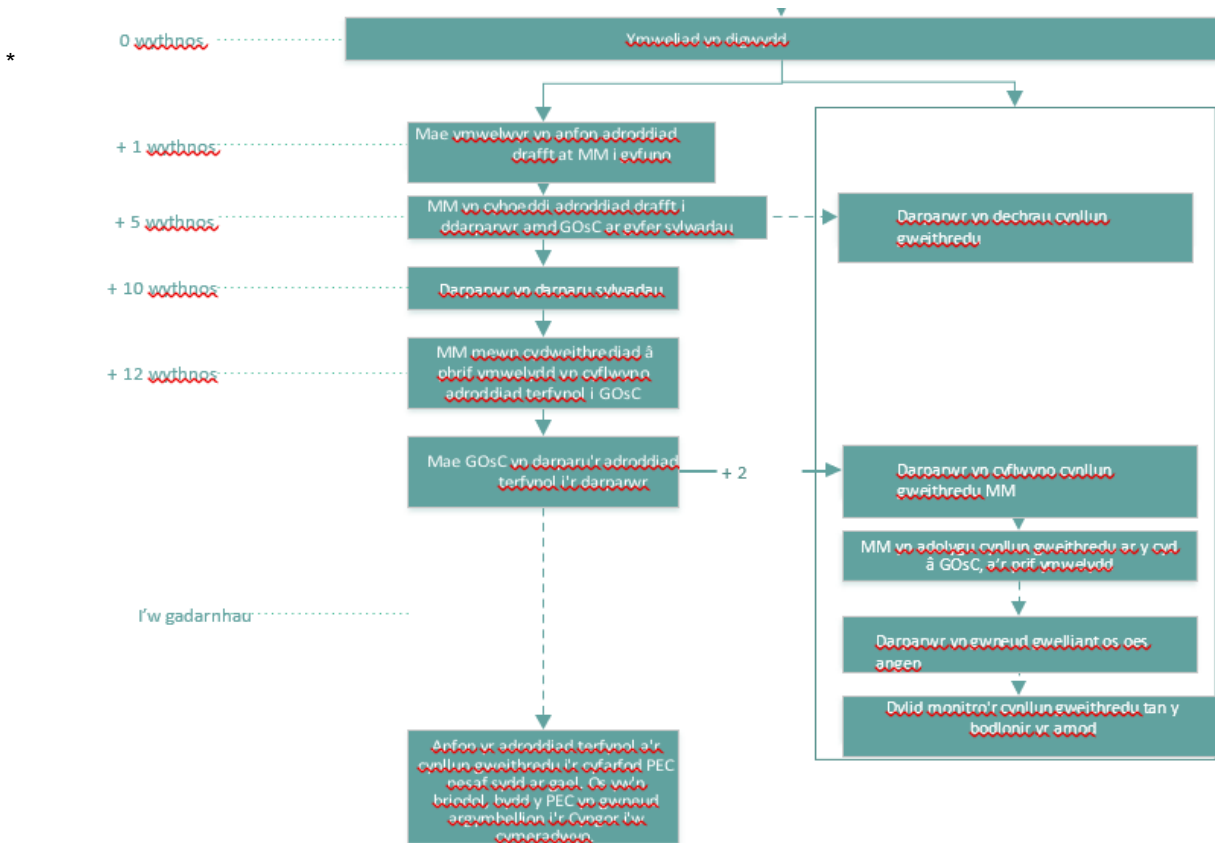 0 wythnos
Ymweliad yn digwydd
*
+ 1 wythnos
Mae ymwelwyr yn anfon adroddiad
drafft at MM i gyfuno
+ 5 wythnos
MM yn cyhoeddi adroddiad drafft i
ddarparwr amd GOsC ar gyfer sylwadau
Darparwr yn dechrau cynllun
gweithredu
+ 10 wythnos
Darparwr yn darparu sylwadau
+ 12 wythnos
MM mewn cydweithrediad â
phrif ymwelydd yn cyflwyno
adroddiad terfynol i GOsC
Mae GOsC yn darparu'r adroddiad
terfynol i'r darparwr
+ 2
Darparwr yn cyflwyno cynllun
gweithredu MM
MM yn adolygu cynllun gweithredu ar y cyd
â GOsC, a'r prif ymwelydd
I'w gadarnhau
Darparwr yn gwneud gwelliant os oes
angen
Dylid monitro'r cynllun gweithredu tan y
bodlonir yr amod
Anfon yr adroddiad terfynol a'r
cynllun gweithredu i'r cyfarfod PEC
nesaf sydd ar gael. Os yw'n
briodol, bydd y PEC yn gwneud
argymhellion i'r Cyngor i'w
cymeradwyo.